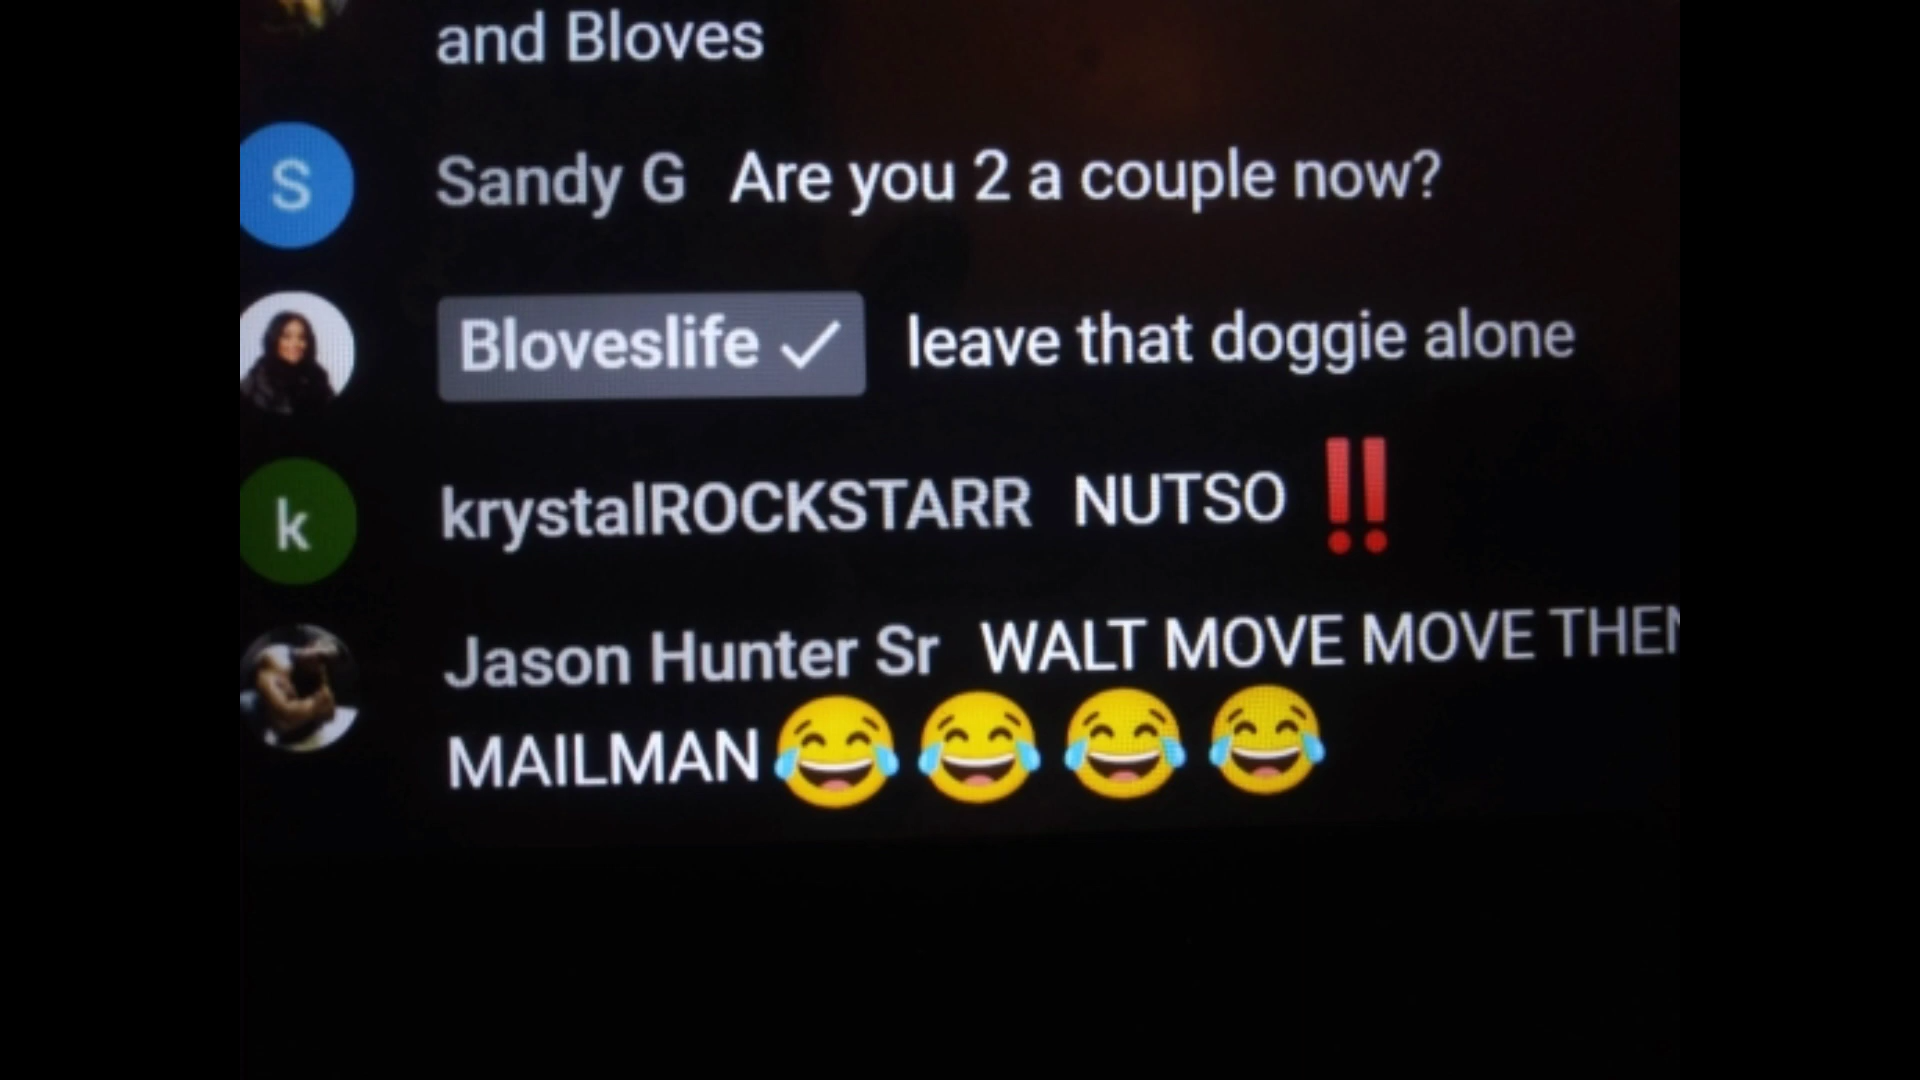 and Bloves
S Sandy G Are you 2 a couple now?
Bloveslife ✓ leave that doggie alone
k krystalROCKSTARR NUTSO ‼️
Jason Hunter Sr WALT MOVE MOVE
MAILMAN 😂 😂 😂 😂